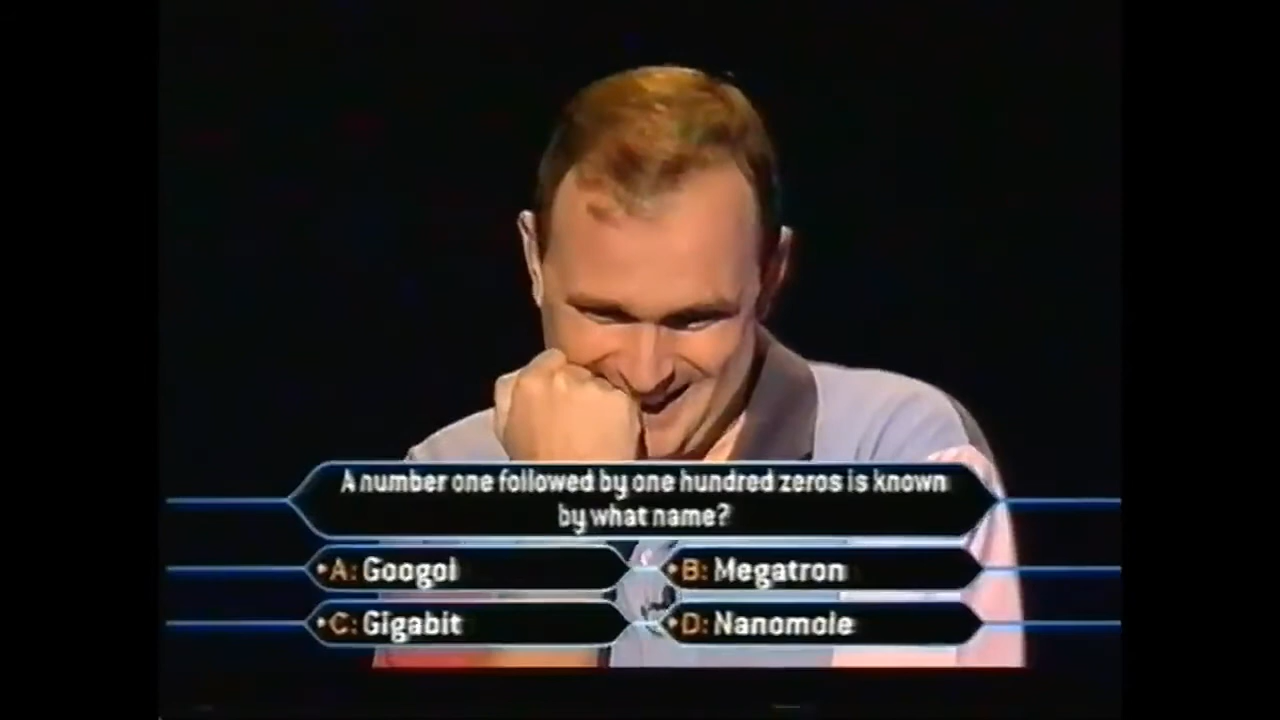 A number one followed by one hundred zeros is known
by what name?
•A: Googol
•B: Megatron
•C: Gigabit
•D: Nanomole